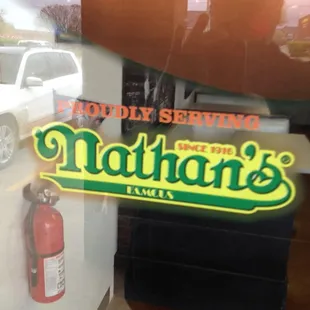 PROUDLY SERVING
SINCE 1916
Nathan's®
FAMOUS